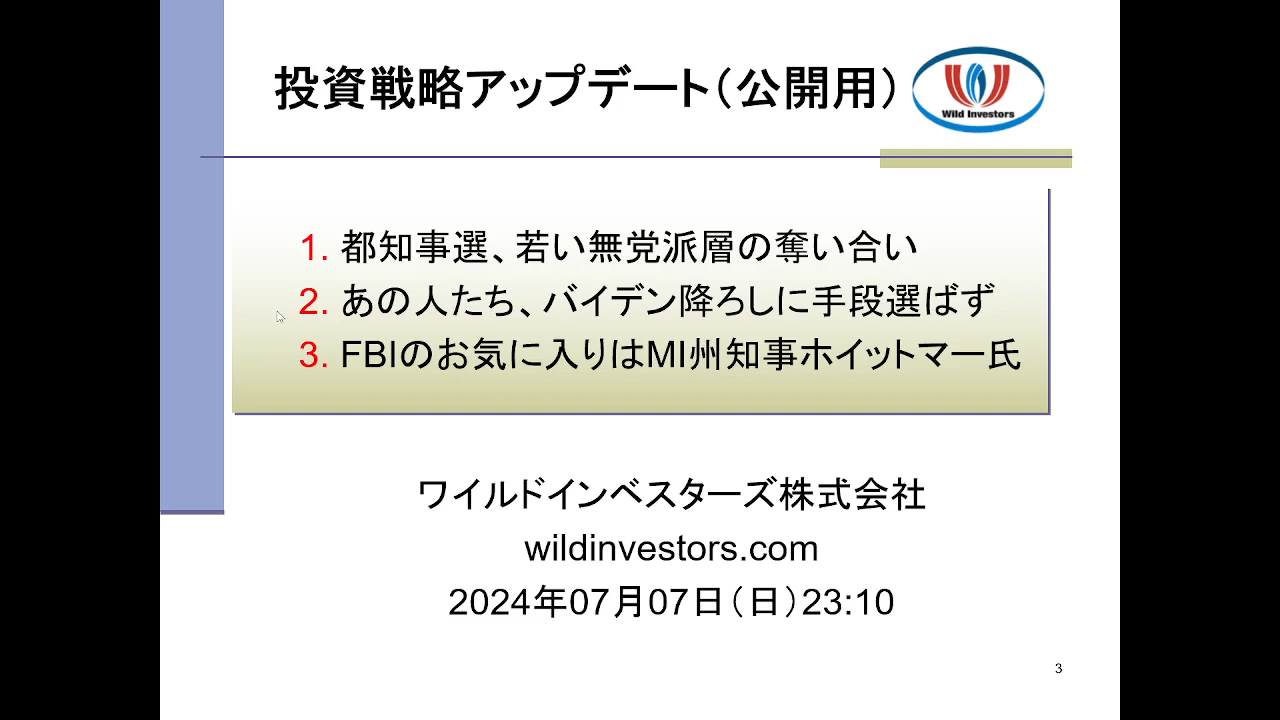 投資戦略アップデート（公開用）
Wild Investors
1. 都知事選、若い無党派層の奪い合い
2. あの人たち、バイデン降ろしに手段選ばず
3. FBIのお気に入りはMI州知事ホイットマー氏
ワイルドインベスターズ株式会社
wildinvestors.com
2024年07月07日（日）23:10
3